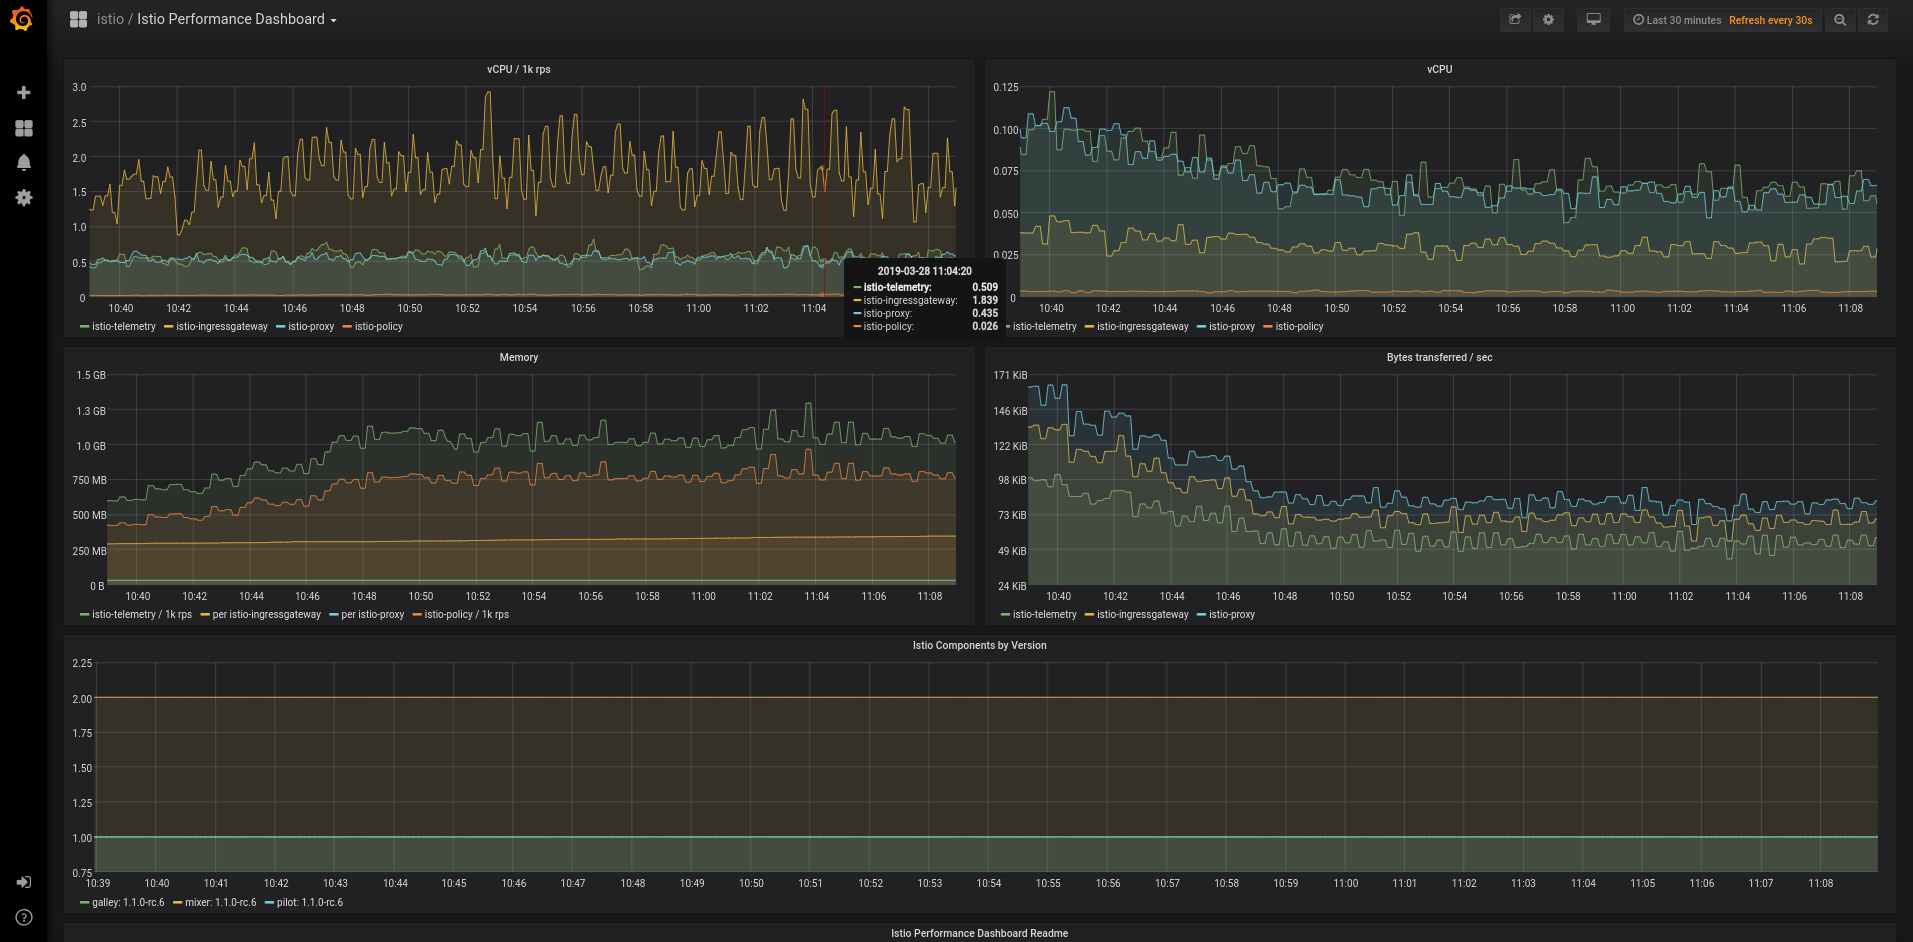 istio / Istio Performance Dashboard
Last 30 minutes Refresh every 30s
vCPU / 1k rps
3.0
2.5
2.0
1.5
1.0
0.5
0
10:40 10:42 10:44 10:46 10:48 10:50 10:52 10:54 10:56 10:58 11:00 11:02 11:04
istio-telemetry istio-ingressgateway istio-proxy istio-policy
2019-03-28 11:04:20
istio-telemetry: 0.509
istio-ingressgateway: 1.839
istio-proxy: 0.435
istio-policy: 0.026
vCPU
0.125
0.100
0.075
0.050
0.025
0
10:40 10:42 10:44 10:46 10:48 10:50 10:52 10:54 10:56 10:58 11:00 11:02 11:04 11:06 11:08
istio-telemetry istio-ingressgateway istio-proxy istio-policy
Memory
1.5 GB
1.3 GB
1.0 GB
750 MB
500 MB
250 MB
0 B
10:40 10:42 10:44 10:46 10:48 10:50 10:52 10:54 10:56 10:58 11:00 11:02 11:04 11:06 11:08
istio-telemetry / 1k rps per istio-ingressgateway per istio-proxy istio-policy / 1k rps
Bytes transferred / sec
171 KiB
146 KiB
122 KiB
98 KiB
73 KiB
49 KiB
24 KiB
10:40 10:42 10:44 10:46 10:48 10:50 10:52 10:54 10:56 10:58 11:00 11:02 11:04 11:06 11:08
istio-telemetry istio-ingressgateway istio-proxy
Istio Components by Version
2.25
2.00
1.75
1.50
1.25
1.00
0.75
10:39 10:40 10:41 10:42 10:43 10:44 10:45 10:46 10:47 10:48 10:49 10:50 10:51 10:52 10:53 10:54 10:55 10:56 10:57 10:58 10:59 11:00 11:01 11:02 11:03 11:04 11:05 11:06 11:07 11:08
galley: 1.1.0-rc.6 mixer: 1.1.0-rc.6 pilot: 1.1.0-rc.6
Istio Performance Dashboard Readme